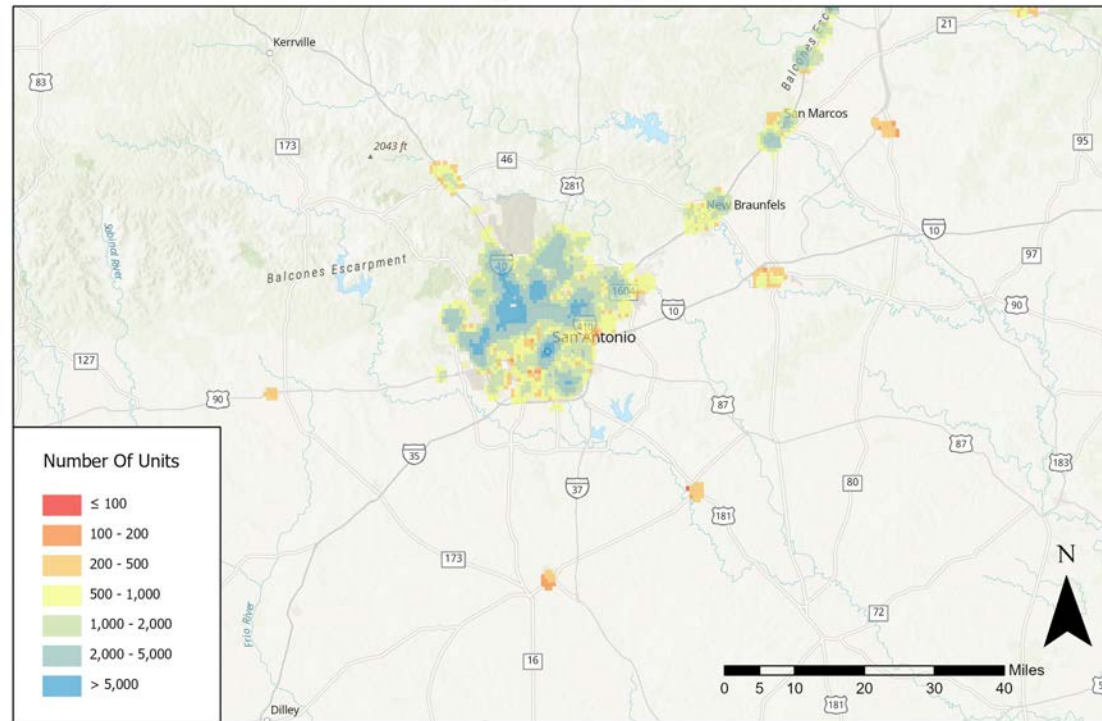 Kerrville
83
21
Balcones Esc
San Marcos
95
173
2043 ft
46
281
New Braunfels
10
97
Sabinal River
Balcones Escarpment
1604
10
90
410
San Antonio
127
90
87
87
35
183
80
37
181
173
72
Frio River
16
181
5
Dilley
Number Of Units
≤ 100
100 - 200
200 - 500
500 - 1,000
1,000 - 2,000
2,000 - 5,000
> 5,000
N
Miles
0 5 10 20 30 40